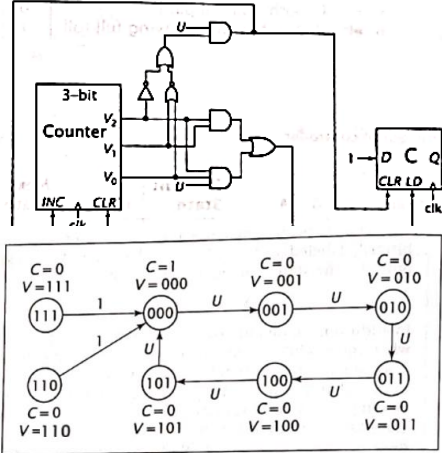 U
3-bit
Counter
V₂
V₁
V₀
U
INC
clk
CLR
1
D C Q
CLR LD
clk
C=0
V=111
C=1
V=000
C=0
V=001
C=0
V=010
111
1
000
U
001
U
010
1
U
U
110
101
U
100
U
011
C=0
V=110
C=0
V=101
C=0
V=100
C=0
V=011